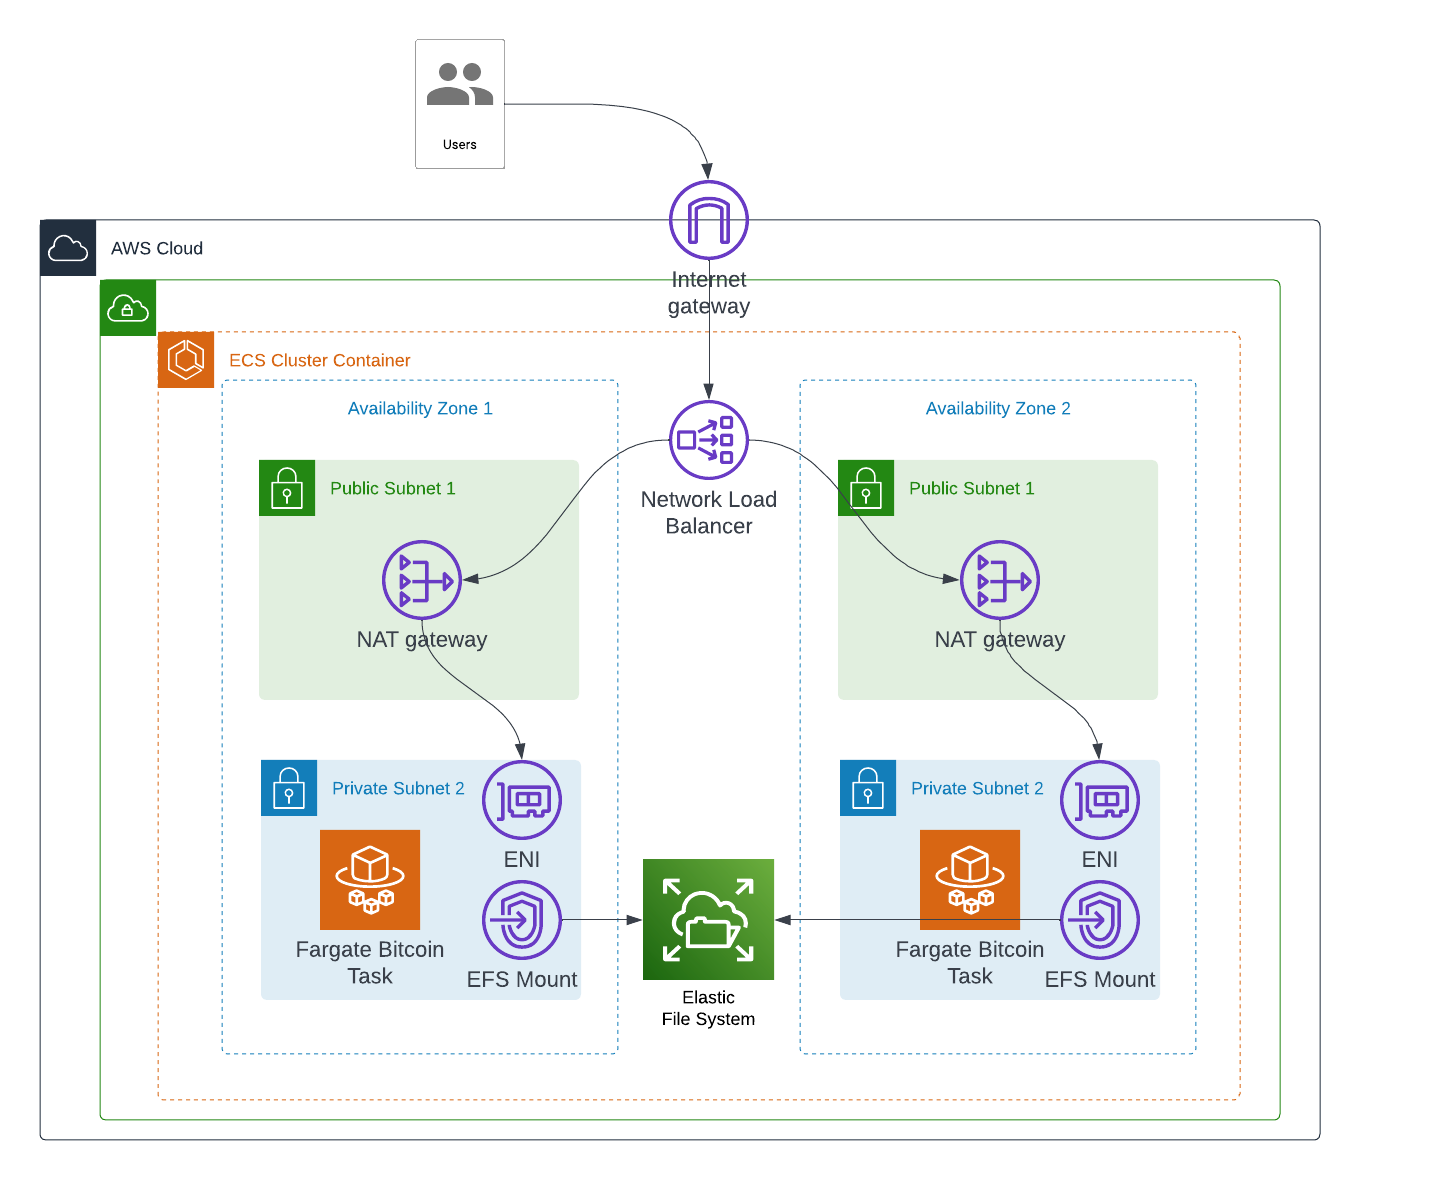 Users
AWS Cloud
Internet
gateway
ECS Cluster Container
Availability Zone 1
Availability Zone 2
Public Subnet 1
Network Load
Balancer
Public Subnet 1
NAT gateway
NAT gateway
Private Subnet 2
ENI
Fargate Bitcoin
Task
EFS Mount
Elastic
File System
Private Subnet 2
ENI
Fargate Bitcoin
Task
EFS Mount